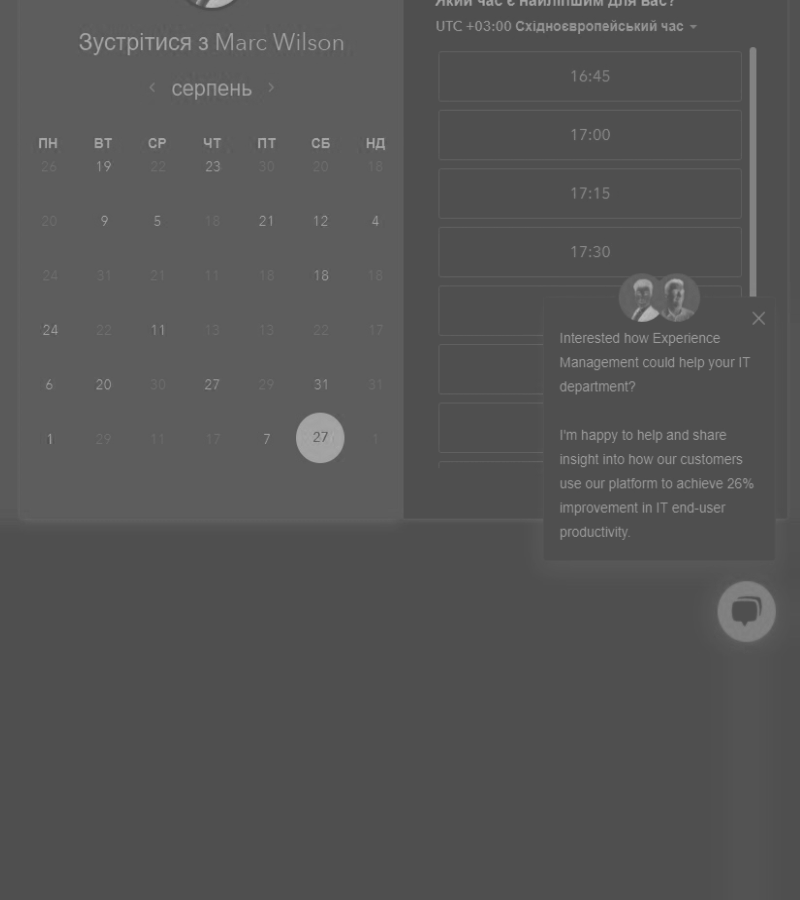 Зустрітися з Marc Wilson
серпень
ПН ВТ СР ЧТ ПТ СБ НД
26 19 22 23 30 20 18
20 9 5 18 21 12 4
24 31 21 11 18 18 18
24 22 11 13 13 22 17
6 20 30 27 29 31 31
1 29 11 17 7 27 1
Який час є найліпшим для вас?
UTC +03:00 Східноєвропейський час
16:45
17:00
17:15
17:30
Interested how Experience
Management could help your IT
department?
I'm happy to help and share
insight into how our customers
use our platform to achieve 26%
improvement in IT end-user
productivity.